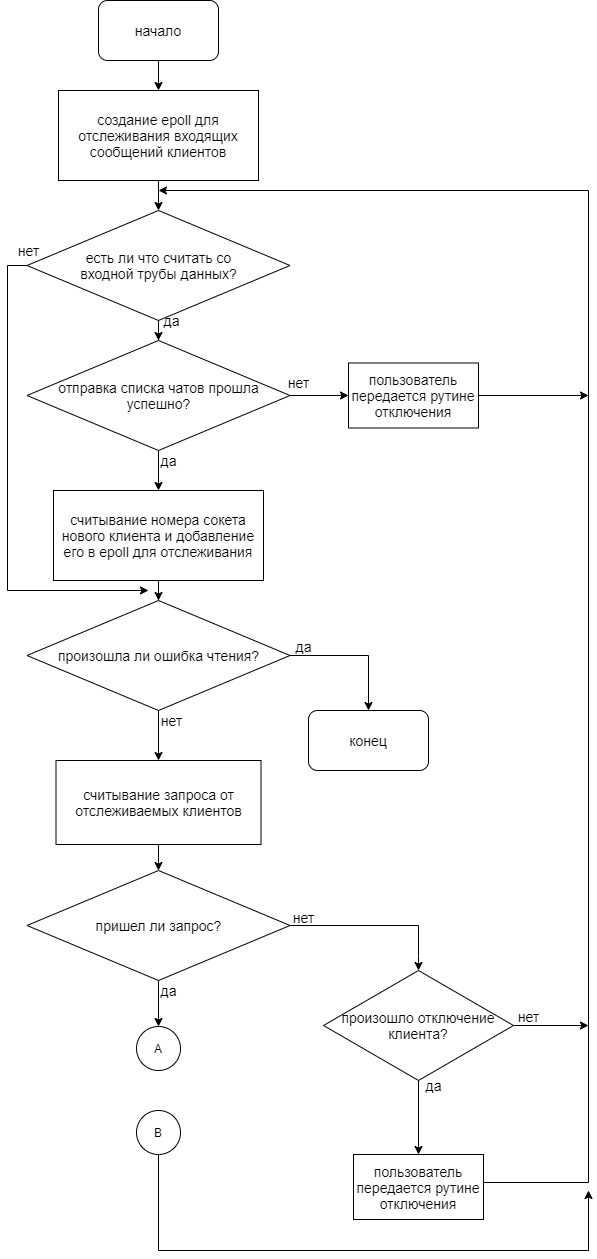 начало
создание epoll для
отслеживания входящих
сообщений клиентов
нет
есть ли что считать со
входной трубы данных?
да
отправка списка чатов прошла
успешно?
нет
пользователь
передается рутине
отключения
да
считывание номера сокета
нового клиента и добавление
его в epoll для отслеживания
произошла ли ошибка чтения?
да
нет
конец
считывание запроса от
отслеживаемых клиентов
пришел ли запрос?
нет
да
произошло отключение
клиента?
нет
A
да
B
пользователь
передается рутине
отключения